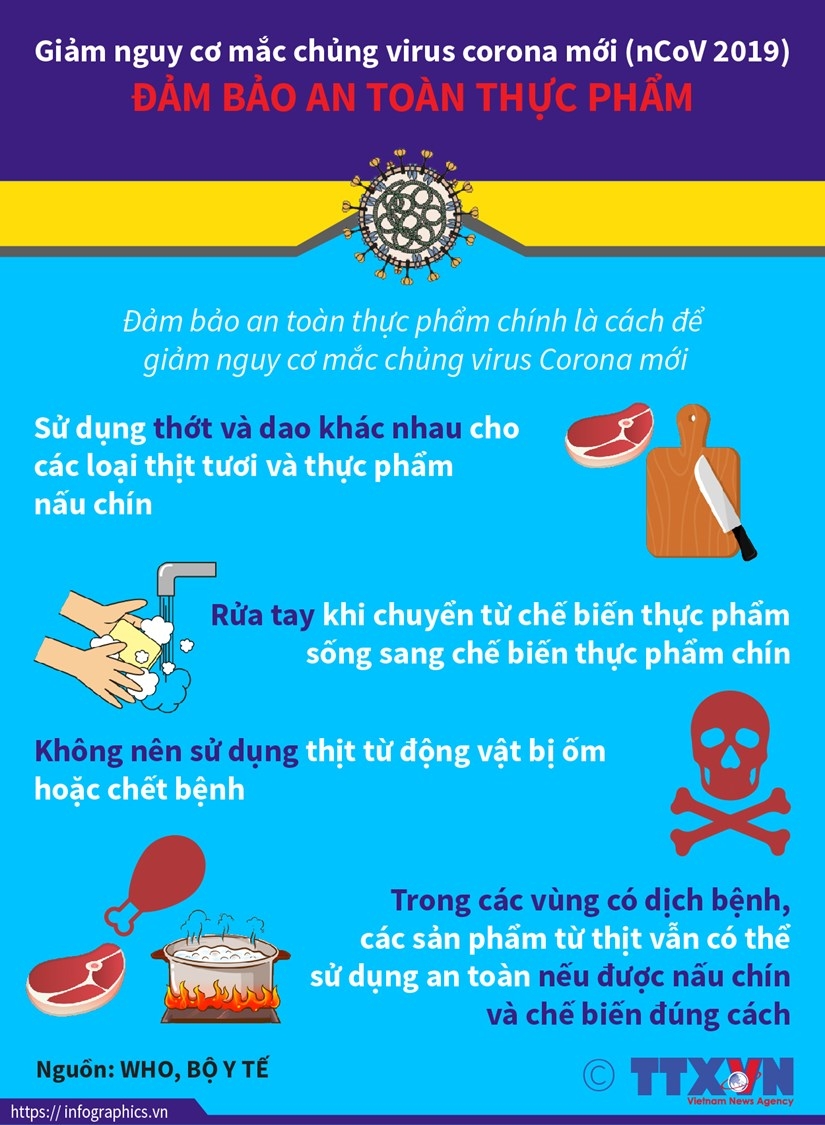 Giảm nguy cơ mắc chủng virus corona mới (nCoV 2019)
ĐẢM BẢO AN TOÀN THỰC PHẨM
Đảm bảo an toàn thực phẩm chính là cách để
giảm nguy cơ mắc chủng virus Corona mới
Sử dụng thớt và dao khác nhau cho
các loại thịt tươi và thực phẩm
nấu chín
Rửa tay khi chuyển từ chế biến thực phẩm
sống sang chế biến thực phẩm chín
Không nên sử dụng thịt từ động vật bị ốm
hoặc chết bệnh
Trong các vùng có dịch bệnh,
các sản phẩm từ thịt vẫn có thể
sử dụng an toàn nếu được nấu chín
và chế biến đúng cách
Nguồn: WHO, BỘ Y TẾ
© TTXVN
Vietnam News Agency
https:// infographics.vn